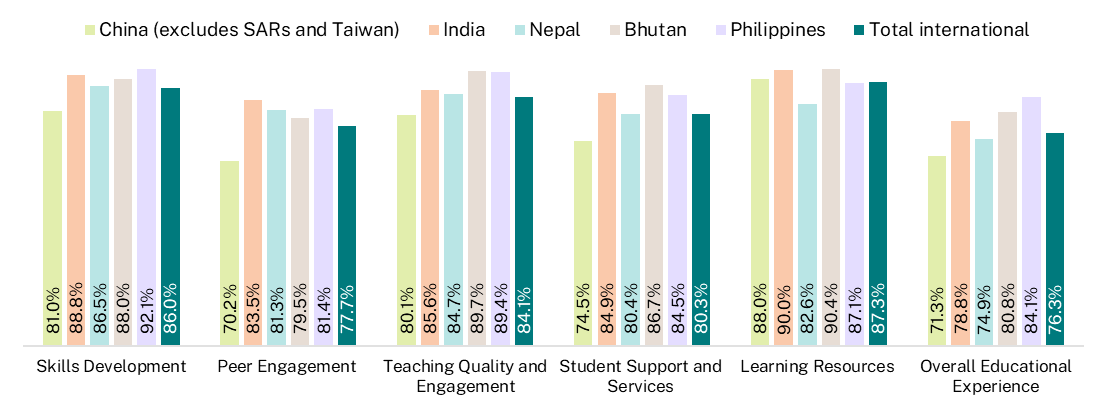 China (excludes SARs and Taiwan) India Nepal Bhutan Philippines Total international
81.0% 88.8% 86.5% 88.0% 92.1% 86.0%
70.2% 83.5% 81.3% 79.5% 81.4% 77.7%
80.1% 85.6% 84.7% 89.7% 89.4% 84.1%
74.5% 84.9% 80.4% 86.7% 84.5% 80.3%
88.0% 90.0% 82.6% 90.4% 87.1% 87.3%
71.3% 78.8% 74.9% 80.8% 84.1% 76.3%
Skills Development
Peer Engagement
Teaching Quality and
Engagement
Student Support and
Services
Learning Resources
Overall Educational
Experience